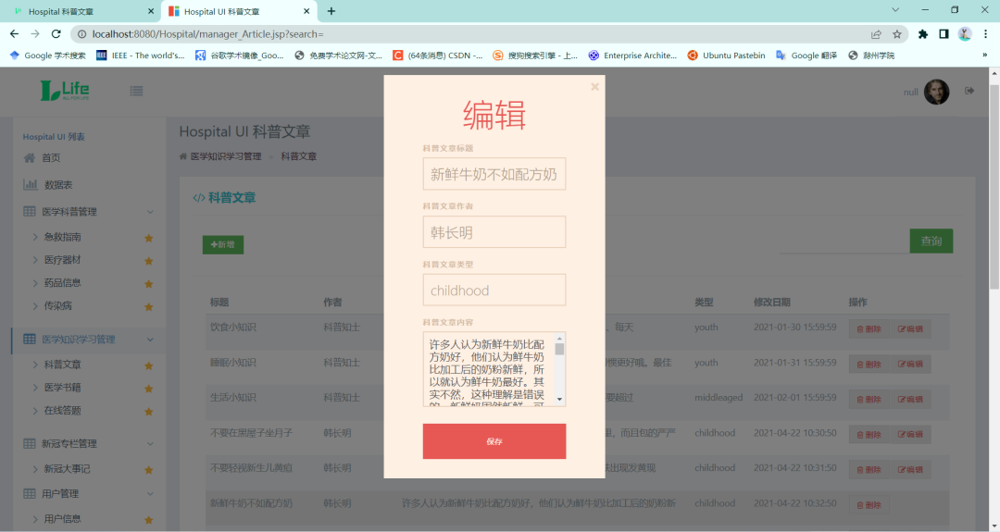 Hospital 科普文章
Hospital UI 科普文章
localhost:8080/Hospital/manager_Article.jsp?search=
Google 学术搜索
IEEE - The world's...
谷歌学术镜像_Goo...
免费学术论文网-文...
(64条消息) CSDN -...
搜狗搜索引擎 - 上...
Enterprise Archite...
Ubuntu Pastebin
Google 翻译
滁州学院
Life
null
Hospital UI 列表
首页
数据表
医学科普管理
急救指南
医疗器材
药品信息
传染病
医学知识学习管理
科普文章
医学书籍
在线答题
新冠专栏管理
新冠大事记
用户管理
用户信息
Hospital UI 科普文章
医学知识学习管理 科普文章
</> 科普文章
新增
查询
标题 作者 类型 修改日期 操作
饮食小知识 科普知士 、每天 youth 2021-01-30 15:59:59 删除 编辑
睡眠小知识 科普知士 惯更好哦。最佳 youth 2021-01-31 15:59:59 删除 编辑
生活小知识 科普知士 要超过 middleaged 2021-02-01 15:59:59 删除 编辑
不要在黑屋子坐月子 韩长明 里，而且包的严严 childhood 2021-04-22 10:30:50 删除 编辑
不要轻视新生儿黄疸 韩长明 肤出现发黄现 childhood 2021-04-22 10:31:50 删除 编辑
新鲜牛奶不如配方奶 韩长明 许多人认为新鲜牛奶比配方奶好，他们认为鲜牛奶比加工后的奶粉新 childhood 2021-04-22 10:32:50 删除
编辑
科普文章标题
新鲜牛奶不如配方奶
科普文章作者
韩长明
科普文章类型
childhood
科普文章内容
许多人认为新鲜牛奶比配
方奶好，他们认为鲜牛奶
比加工后的奶粉新鲜，所
以就认为鲜牛奶最好。其
实不然，这种理解是错误
的。新鲜奶固然新鲜，可
保存